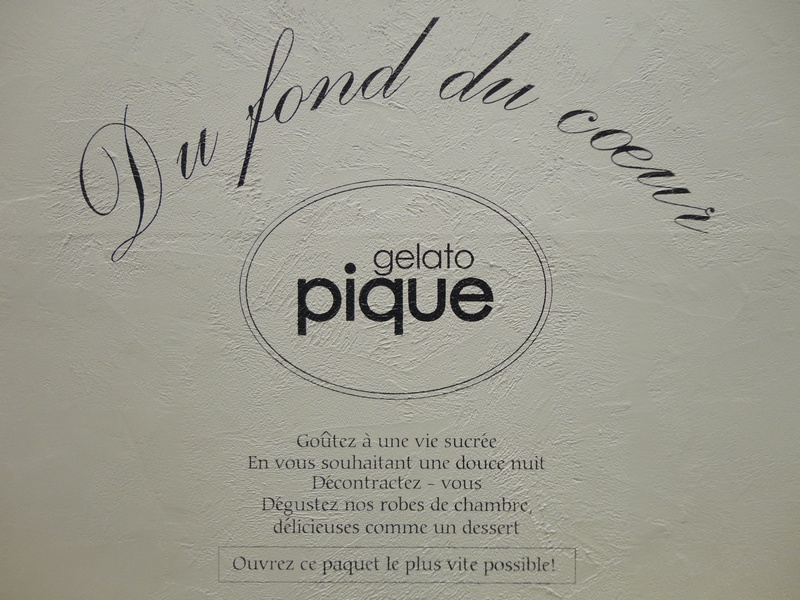 Du fond du cœur
gelato
pique
Goûtez à une vie sucrée
En vous souhaitant une douce nuit
Décontractez - vous
Dégustez nos robes de chambre,
délicieuses comme un dessert
Ouvrez ce paquet le plus vite possible!